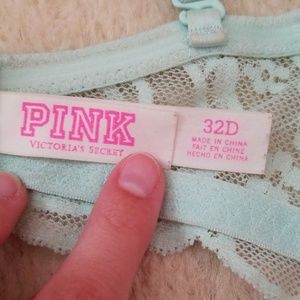 PINK
VICTORIA'S SECRET
32D
MADE IN CHINA
FAIT EN CHINE
HECHO EN CHINA